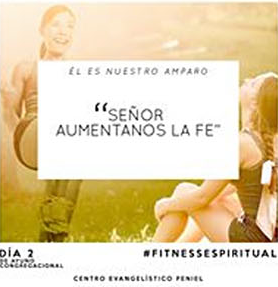 ÉL ES NUESTRO AMPARO
“SEÑOR
AUMENTANOS LA FE"
DÍA 2
DE AYUNO
CONGREGACIONAL
#FITNESSESPIRITUAL
CENTRO EVANGELÍSTICO PENIEL